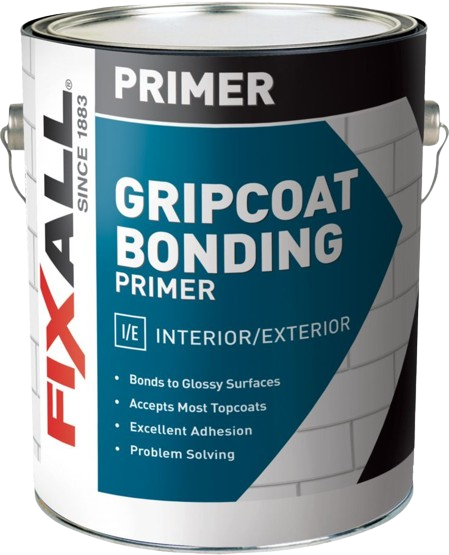 PRIMER
FIXALL®
SINCE 1883
GRIPCOAT
BONDING
PRIMER
I/E INTERIOR/EXTERIOR
• Bonds to Glossy Surfaces
• Accepts Most Topcoats
• Excellent Adhesion
• Problem Solving